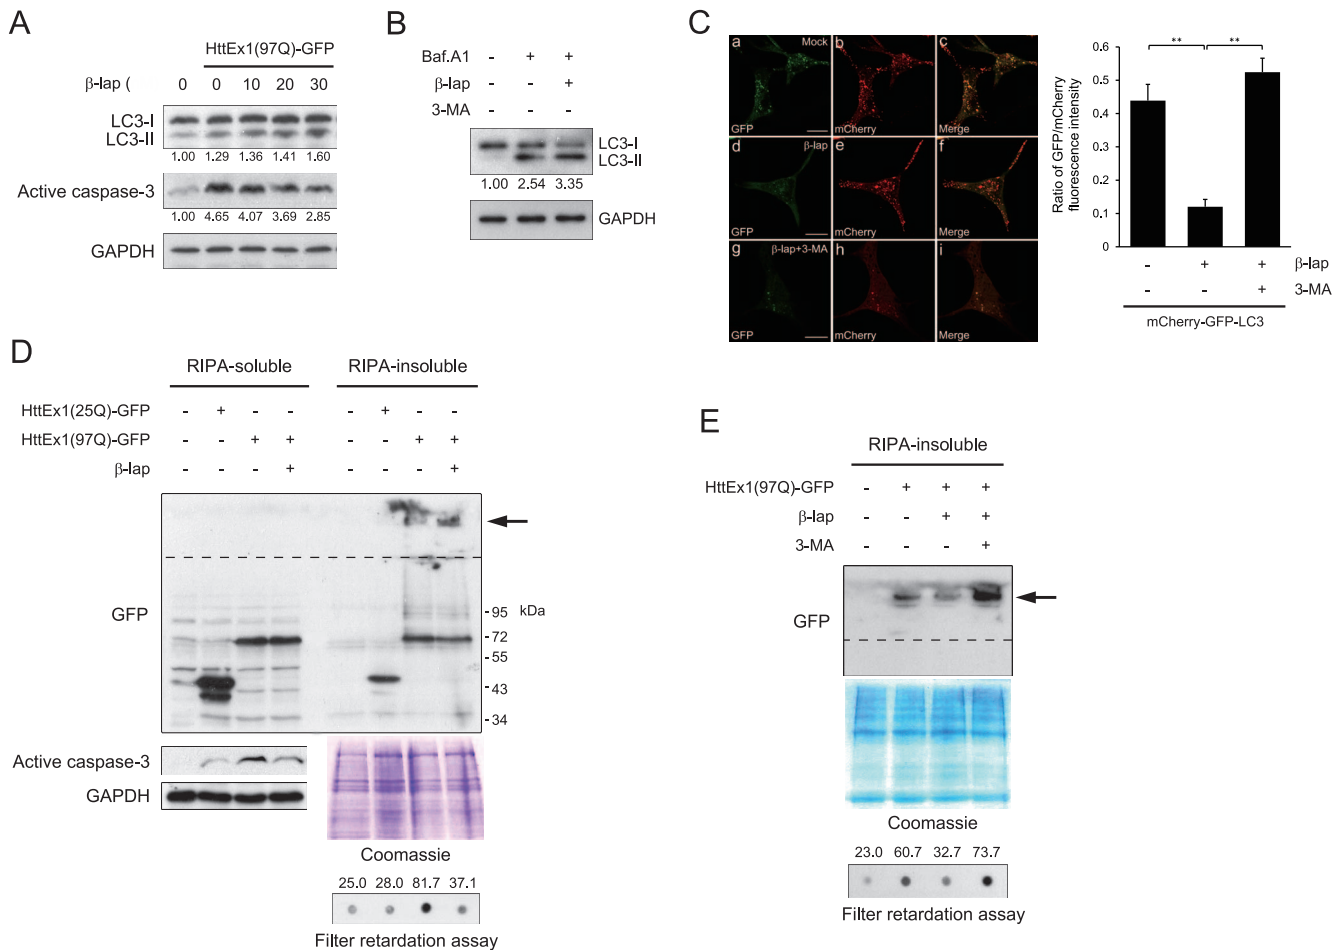 A
HttEx1(97Q)-GFP
β-lap ( 0 0 10 20 30
LC3-I
LC3-II
1.00 1.29 1.36 1.41 1.60
Active caspase-3
1.00 4.65 4.07 3.69 2.85
GAPDH
B
Baf.A1 - + +
β-lap - - +
3-MA - - -
LC3-I
LC3-II
1.00 2.54 3.35
GAPDH
C
a Mock b c
GFP mCherry Merge
d β-lap e f
GFP mCherry Merge
g β-lap+3-MA h i
GFP mCherry Merge
Ratio of GFP/mCherry
fluorescence intensity
0.6
0.5
0.4
0.3
0.2
0.1
0
** **
- + + β-lap
- - + 3-MA
mCherry-GFP-LC3
D
RIPA-soluble RIPA-insoluble
HttEx1(25Q)-GFP - + - - - + - -
HttEx1(97Q)-GFP - - + + - - + +
β-lap - - - + - - - +
GFP
95 kDa
72
55
43
34
Active caspase-3
GAPDH
Coomassie
25.0 28.0 81.7 37.1
Filter retardation assay
E
RIPA-insoluble
HttEx1(97Q)-GFP - + + +
β-lap - - + +
3-MA - - - +
GFP
Coomassie
23.0 60.7 32.7 73.7
Filter retardation assay